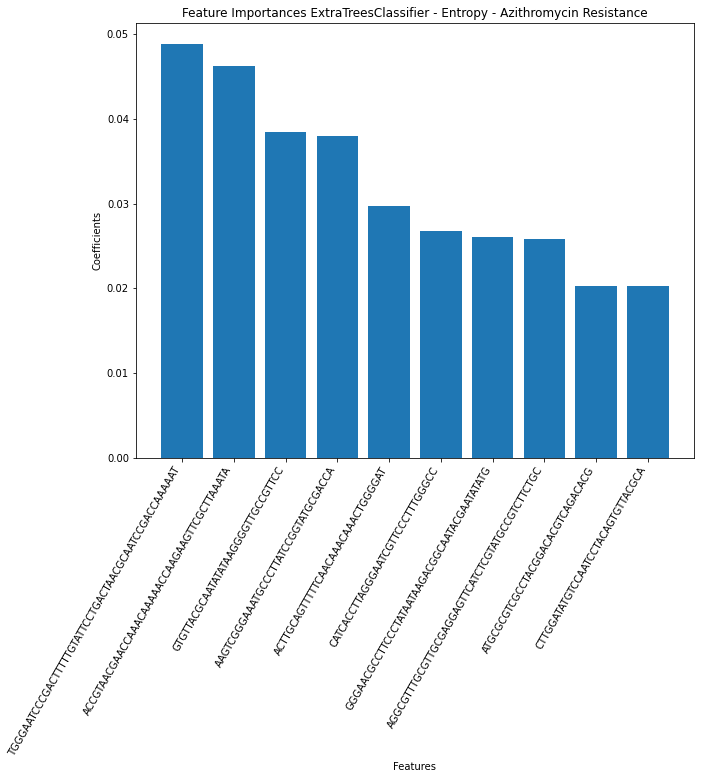 Feature Importances ExtraTreesClassifier - Entropy - Azithromycin Resistance
0.05
0.04
0.03
0.02
0.01
0.00
Coefficients
TGGGAATCCCGACTTTTTGTATTCCTGACTAACGCAATCCGACCAAAAAT
ACCGTAACGAACCAAACAAAAACCAAGAAGTTCGCTTAAATA
GTGTTACGCAATATATAAGGGGTTGCCGTTCC
AAGTCGGGAAATGCCCTTATCCGGTATGCGACCA
ACTTGCAGTTTTTCAACAAACAAACTGGGGAT
CATCACCTTAGGGAATCGTTCCCTTTGGGCC
GGGAACGCCTTCCCTATAATAAGACGGCAATACGAATATATG
AGGCGTTTGCGTTGCGAGGAGTTCATCTCGTATGCCGTCTTCTGC
ATGCGCGTCGCCTACGGACACGTCAGACACG
CTTGGATATGTCCAATCCTACAGTGTTACGCA
Features